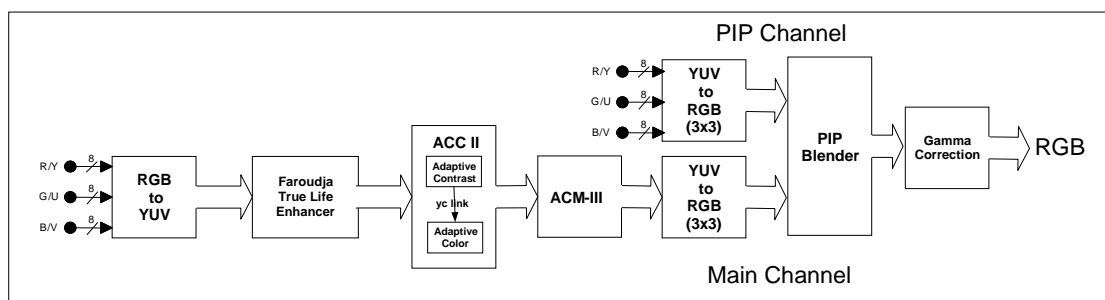 PIP Channel
R/Y
8
G/U
8
B/V
8
YUV
to
RGB
(3x3)
PIP
Blender
Gamma
Correction
RGB
R/Y
8
G/U
8
B/V
8
RGB
to
YUV
Faroudja
True Life
Enhancer
ACC II
Adaptive
Contrast
yc link
Adaptive
Color
ACM-III
YUV
to
RGB
(3x3)
Main Channel